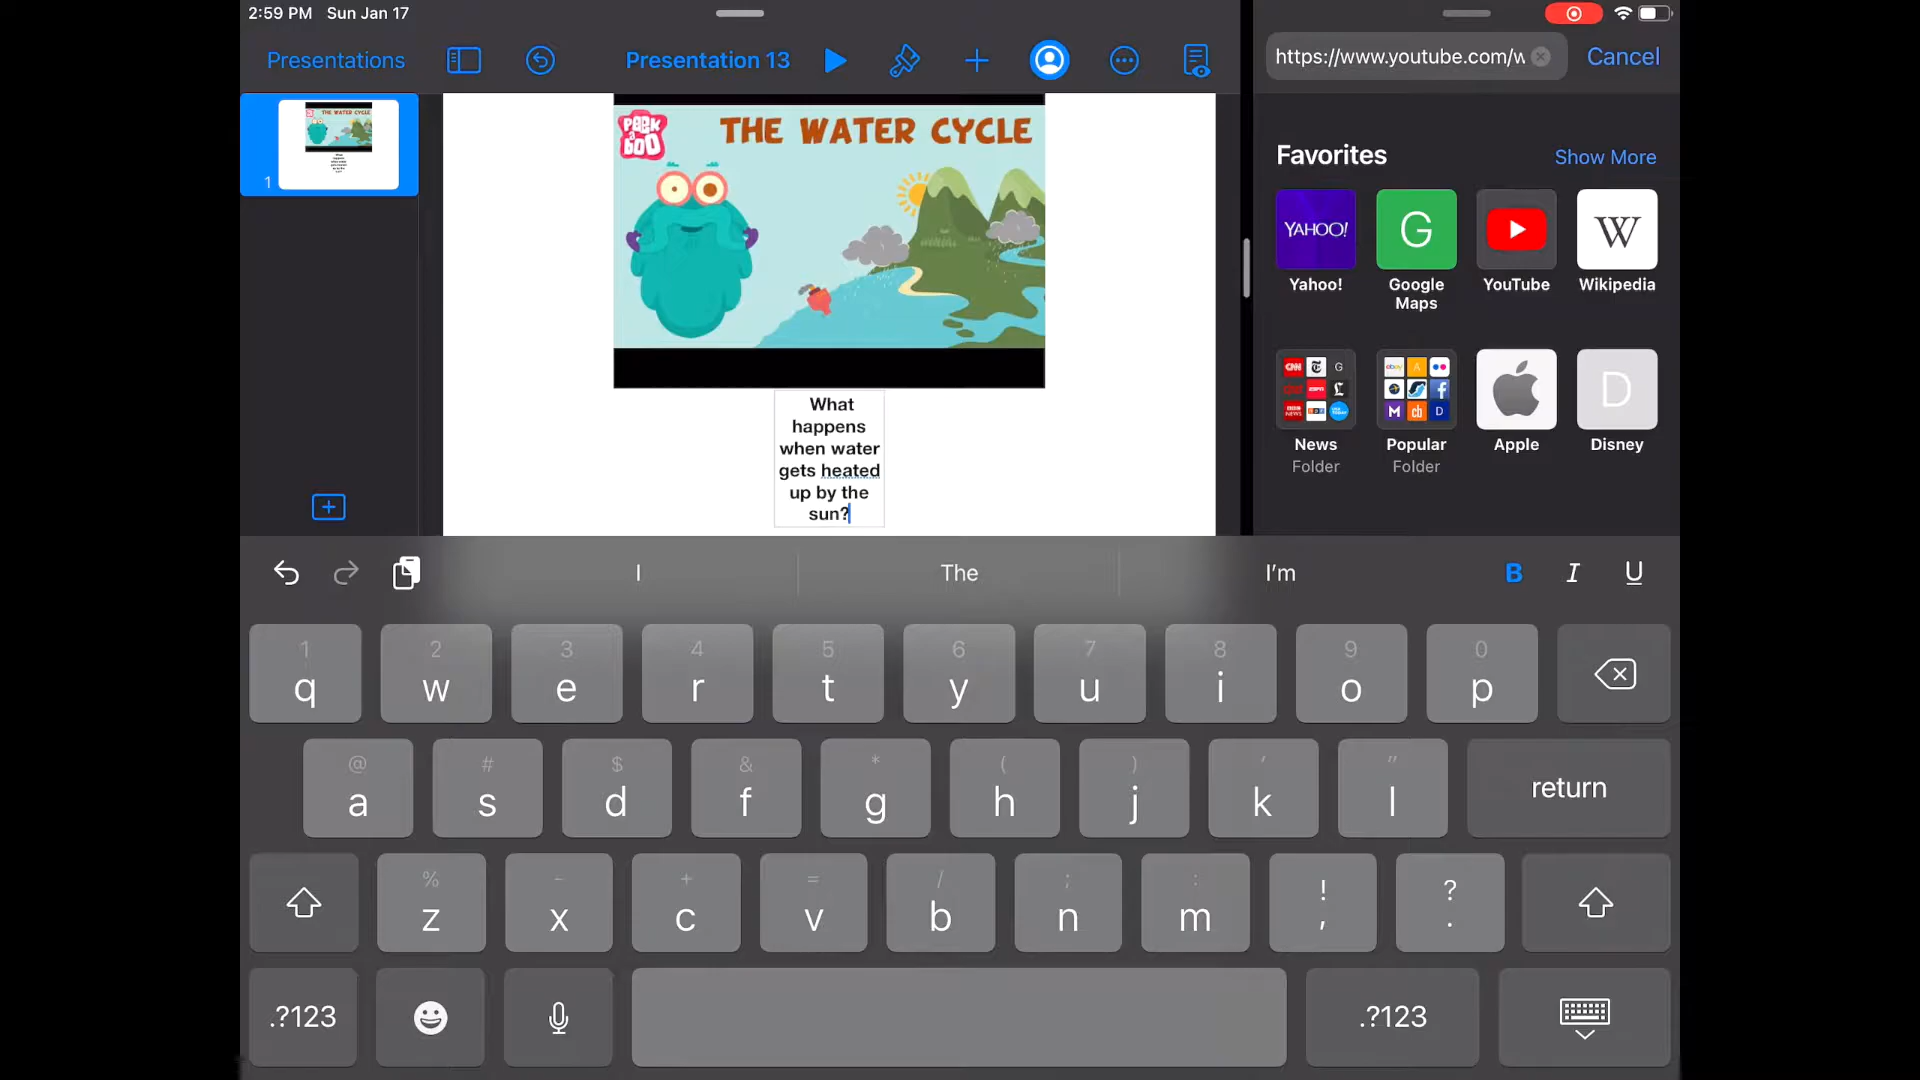 2:59 PM Sun Jan 17
Presentations
Presentation 13
https://www.youtube.com/w
Cancel
1
PEEK
A
BOO
THE WATER CYCLE
What
happens
when water
gets heated
up by the
sun?
Favorites
Show More
YAHOO!
G
W
Yahoo!
Google
Maps
YouTube
Wikipedia
D
News
Folder
Popular
Folder
Apple
Disney
I
The
I'm
B
I
U
1 2 3 4 5 6 7 8 9 0
q w e r t y u i o p
@ # $ & * ( ) ' "
a s d f g h j k l
return
% - + = / ; : ! ?
z x c v b n m , .
.?123
.?123